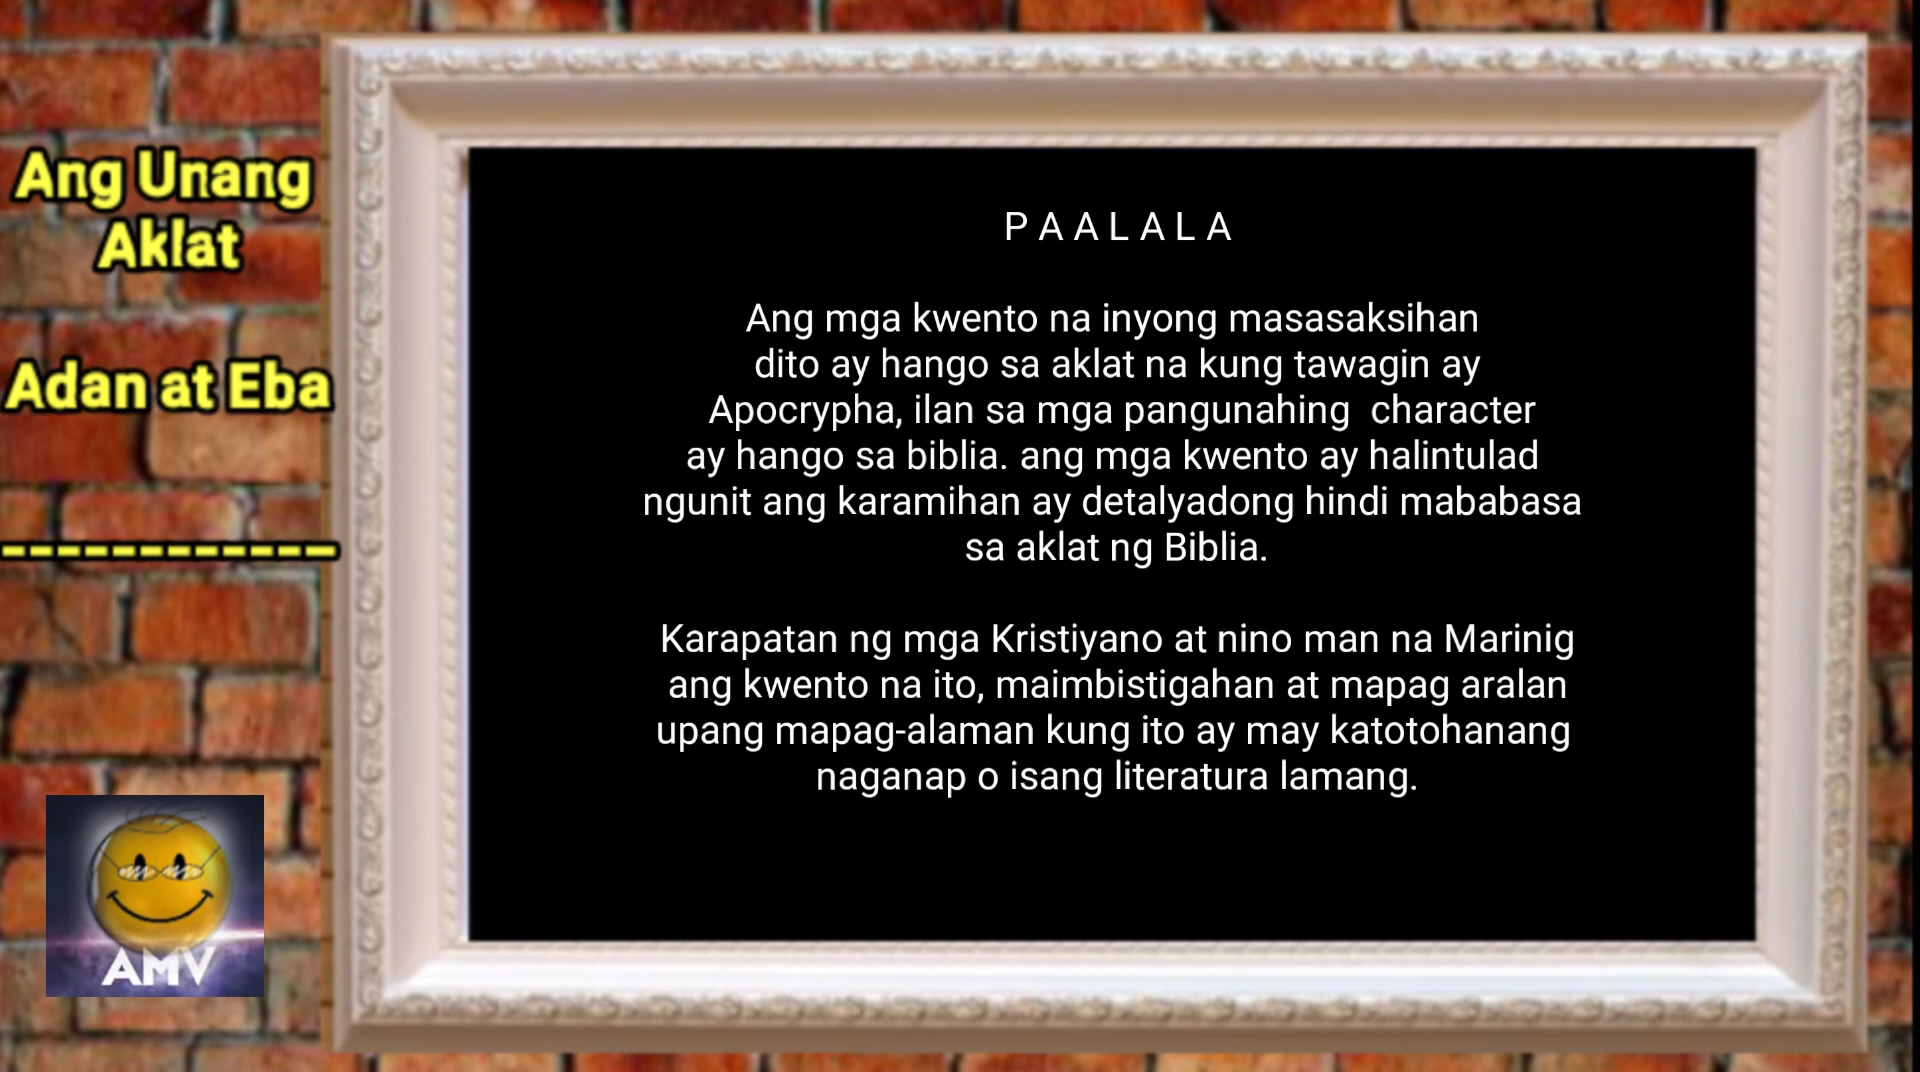 Ang Unang
Aklat
Adan at Eba
------------
P A A L A L A
Ang mga kwento na inyong masasaksihan
dito ay hango sa aklat na kung tawagin ay
Apocrypha, ilan sa mga pangunahing  character
ay hango sa biblia. ang mga kwento ay halintulad
ngunit ang karamihan ay detalyadong hindi mababasa
sa aklat ng Biblia.
Karapatan ng mga Kristiyano at nino man na Marinig
ang kwento na ito, maimbistigahan at mapag aralan
upang mapag-alaman kung ito ay may katotohanang
naganap o isang literatura lamang.
AMV